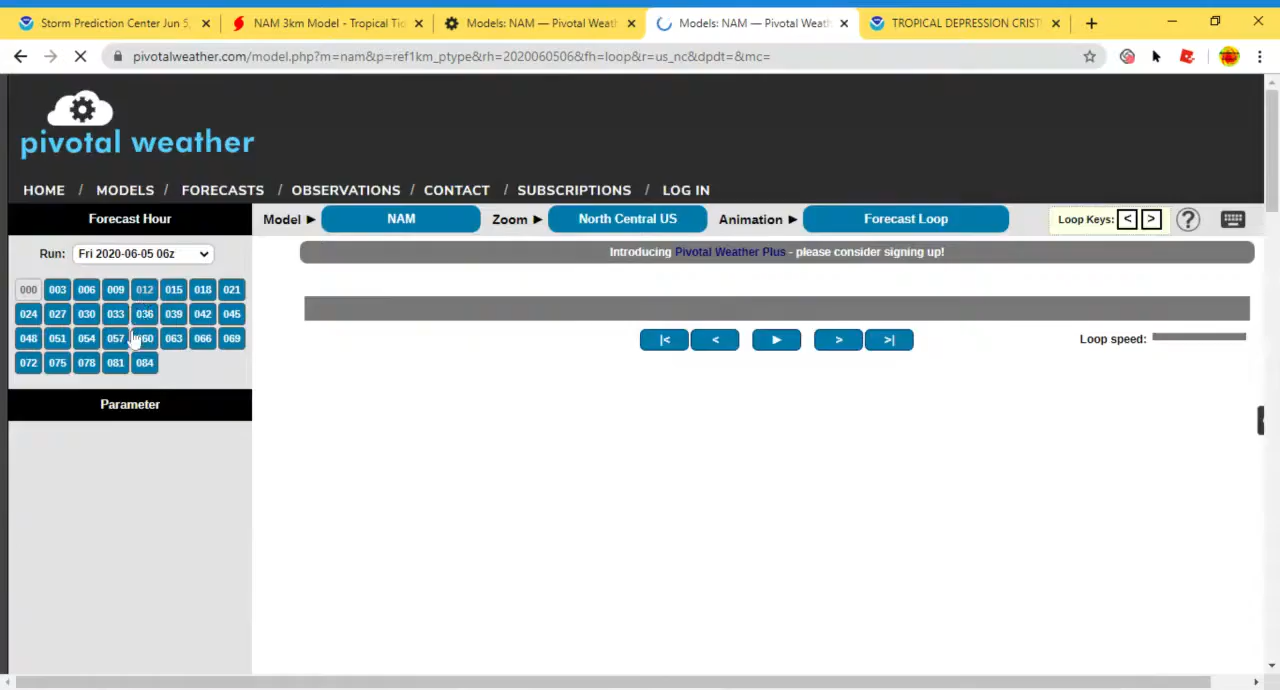 Storm Prediction Center Jun 5,
NAM 3km Model - Tropical Ti
Models: NAM — Pivotal Weath
Models: NAM — Pivotal Weath
TROPICAL DEPRESSION CRIST
pivotalweather.com/model.php?m=nam&p=ref1km_ptype&rh=2020060506&fh=loop&r=us_nc&dpdt=&mc=
pivotal weather
HOME / MODELS / FORECASTS / OBSERVATIONS / CONTACT / SUBSCRIPTIONS / LOG IN
Forecast Hour
Model ► NAM Zoom ► North Central US Animation ► Forecast Loop Loop Keys: < > ?
Run: Fri 2020-06-05 06z
Introducing Pivotal Weather Plus - please consider signing up!
000 003 006 009 012 015 018 021
024 027 030 033 036 039 042 045
048 051 054 057 060 063 066 069
072 075 078 081 084
|< < ► > >| Loop speed:
Parameter